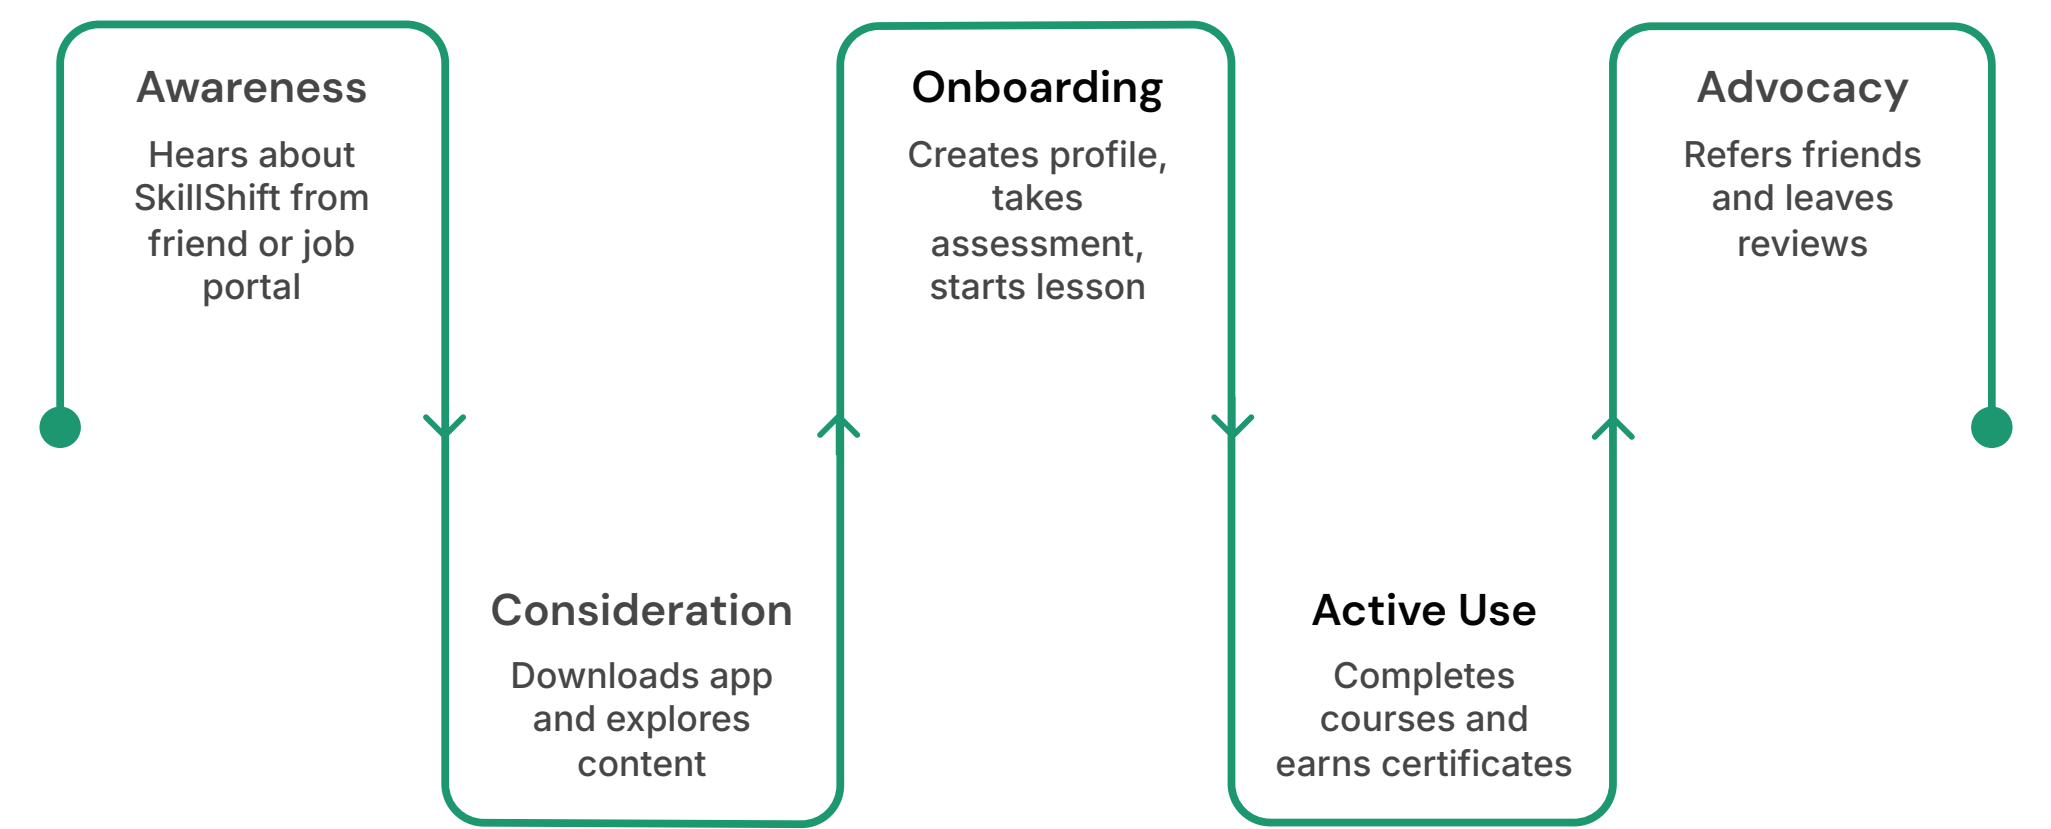 Awareness
Hears about
SkillShift from
friend or job
portal
Consideration
Downloads app
and explores
content
Onboarding
Creates profile,
takes
assessment,
starts lesson
Active Use
Completes
courses and
earns certificates
Advocacy
Refers friends
and leaves
reviews